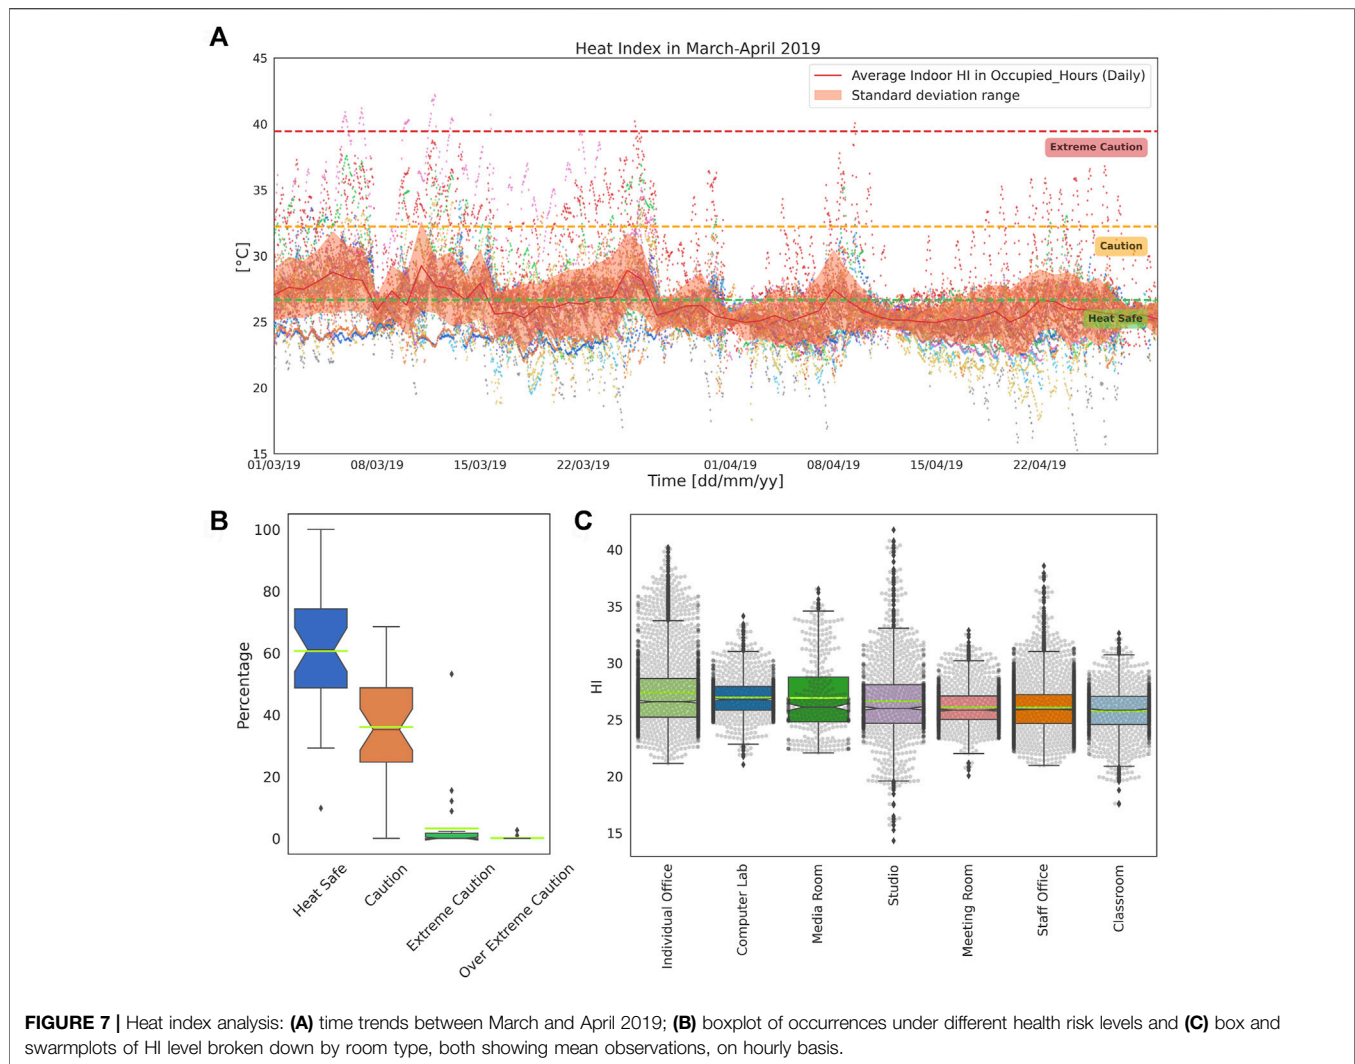 A
Heat Index in March-April 2019
Average Indoor HI in Occupied_Hours (Daily)
Standard deviation range
45
40
35
30
25
20
15
[°C]
Extreme Caution
Caution
Heat Safe
01/03/19 08/03/19 15/03/19 22/03/19 01/04/19 08/04/19 15/04/19 22/04/19
Time [dd/mm/yy]
B
100
80
60
40
20
0
Percentage
Heat Safe
Caution
Extreme Caution
Over Extreme Caution
C
40
35
30
25
20
15
HI
Individual Office
Computer Lab
Media Room
Studio
Meeting Room
Staff Office
Classroom
FIGURE 7 | Heat index analysis: (A) time trends between March and April 2019; (B) boxplot of occurrences under different health risk levels and (C) box and
swarmplots of HI level broken down by room type, both showing mean observations, on hourly basis.